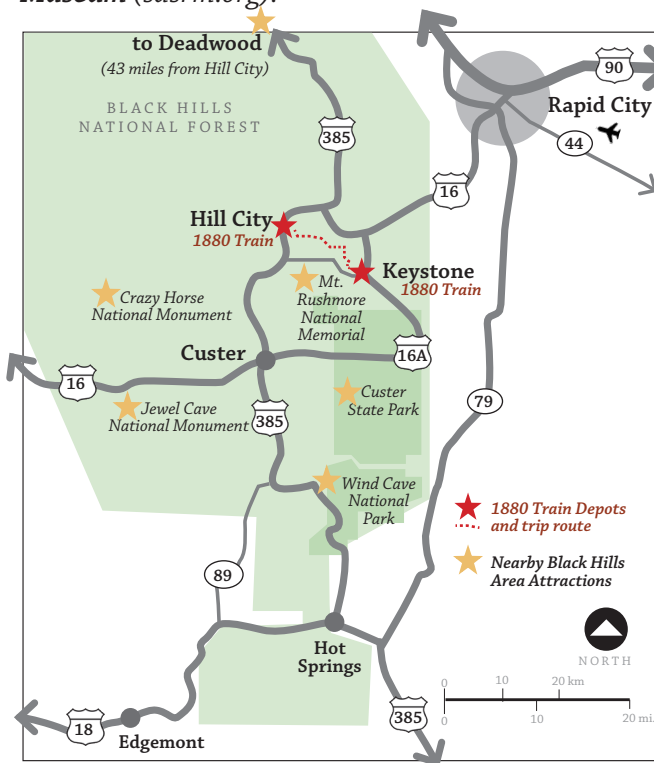 Museum (sdsrm.org).
to Deadwood
(43 miles from Hill City)
BLACK HILLS
NATIONAL FOREST
90
Rapid City
44
385
16
Hill City
1880 Train
Keystone
1880 Train
Mt.
Rushmore
National
Memorial
Crazy Horse
National Monument
Custer
16A
16
Custer
State Park
Jewel Cave
National Monument
385
79
Wind Cave
National
Park
1880 Train Depots
and trip route
Nearby Black Hills
Area Attractions
89
NORTH
Hot
Springs
0 10 20 km
0 10 20 mi.
385
18
Edgemont